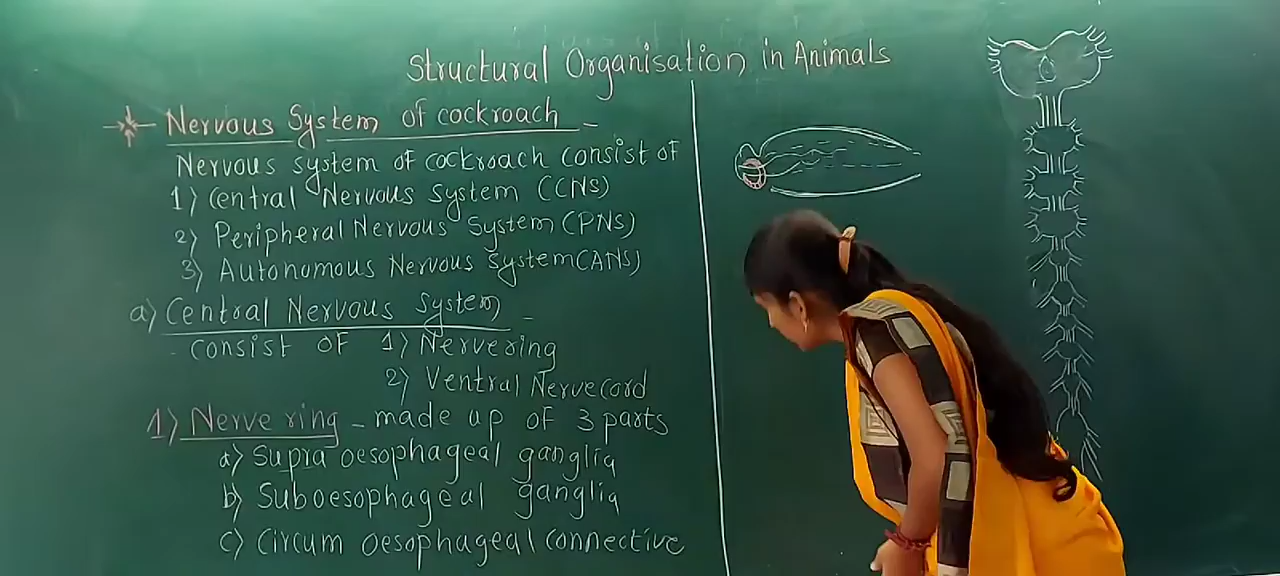 Structural Organisation in Animals
Nervous System of cockroach -
Nervous system of cockroach consist of
1) Central Nervous system (CNS)
2) Peripheral Nervous System (PNS)
3) Autonomous Nervous system (ANS)
a) Central Nervous system -
- consist of 1) Nervering
2) Ventral Nerve cord
1) Nerve ring - made up of 3 parts
a) Supra oesophageal ganglia
b) Suboesophageal ganglia
c) Circum oesophageal connective